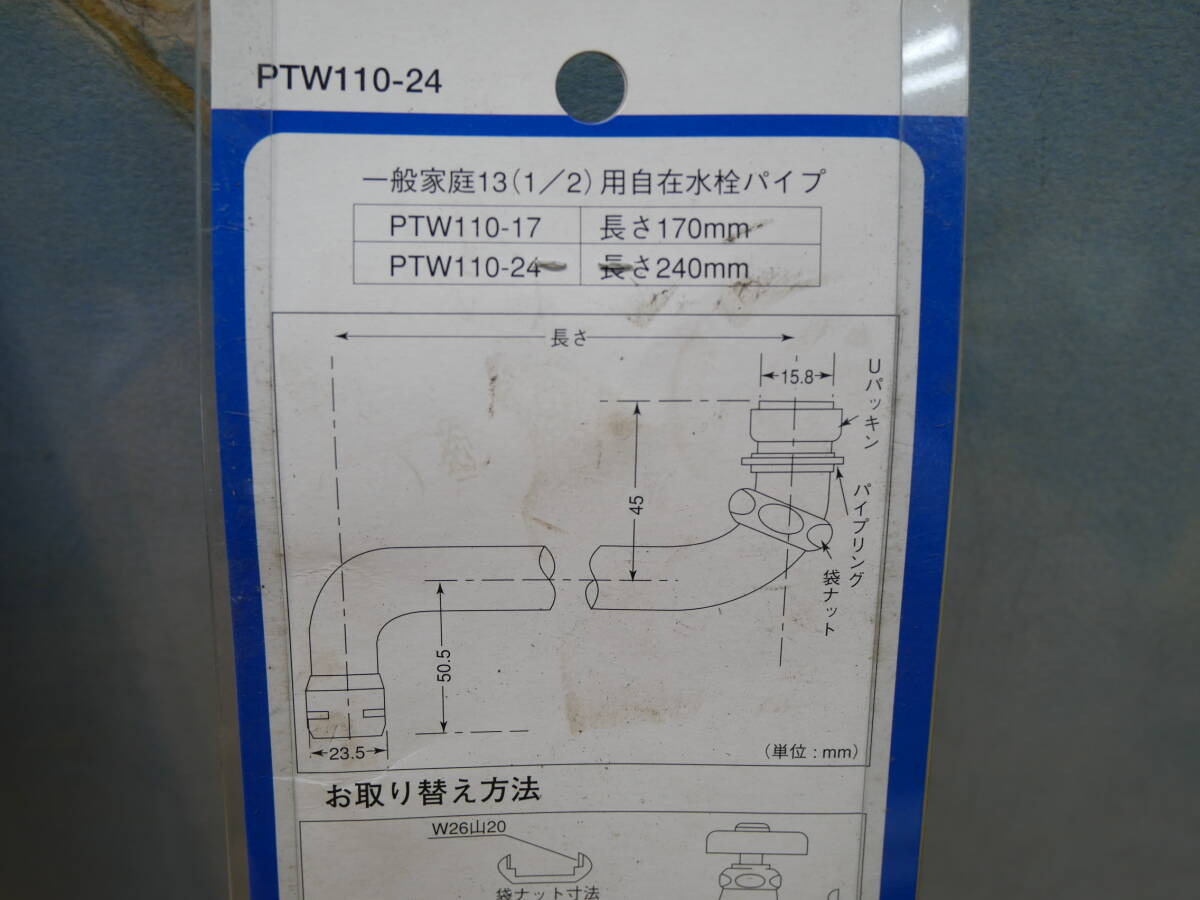 PTW110-24
一般家庭13(1／2)用自在水栓パイプ
PTW110-17 長さ170mm
PTW110-24 長さ240mm
長さ
15.8
Uパッキン
45
パイプリング
袋ナット
50.5
23.5
(単位:mm)
お取り替え方法
W26山20
袋ナット寸法